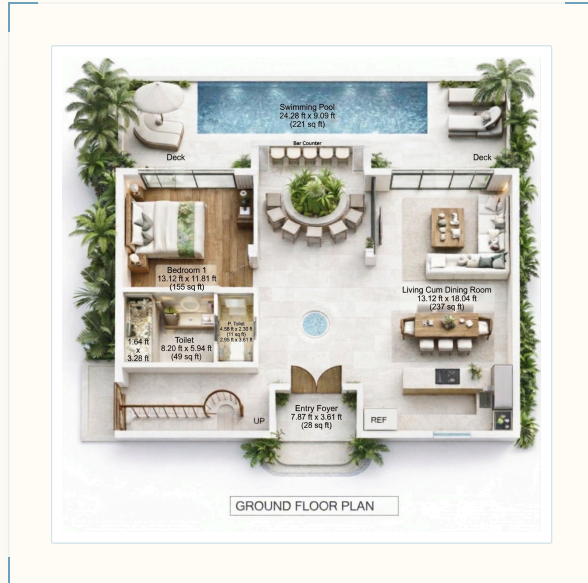 Swimming Pool
24.28 ft x 9.09 ft
(221 sq ft)
Bar Counter
Deck
Deck
Bedroom 1
13.12 ft x 11.81 ft
(155 sq ft)
Living Cum Dining Room
13.12 ft x 18.04 ft
(237 sq ft)
1.64 ft
x
3.28 ft
Toilet
8.20 ft x 5.94 ft
(49 sq ft)
P. Toilet
4.58 ft x 2.30 ft
(11 sq ft)
2.95 ft x 3.61 ft
Entry Foyer
7.87 ft x 3.61 ft
(28 sq ft)
UP
REF
GROUND FLOOR PLAN